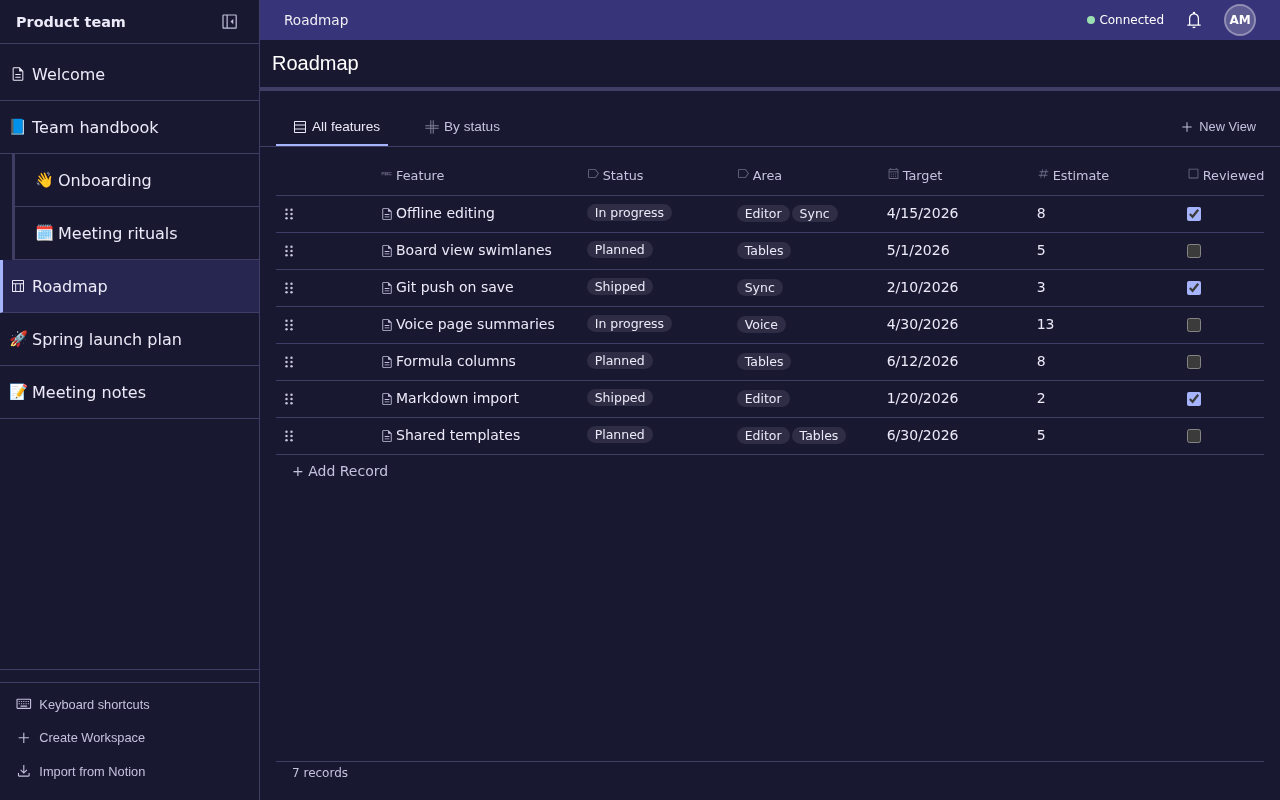 Product team
Roadmap
Connected
AM
Welcome
Team handbook
Onboarding
Meeting rituals
Roadmap
Spring launch plan
Meeting notes
Keyboard shortcuts
Create Workspace
Import from Notion
Roadmap
All features
By status
New View
Feature Status Area Target Estimate Reviewed
Offline editing In progress Editor Sync 4/15/2026 8
Board view swimlanes Planned Tables 5/1/2026 5
Git push on save Shipped Sync 2/10/2026 3
Voice page summaries In progress Voice 4/30/2026 13
Formula columns Planned Tables 6/12/2026 8
Markdown import Shipped Editor 1/20/2026 2
Shared templates Planned Editor Tables 6/30/2026 5
+ Add Record
7 records